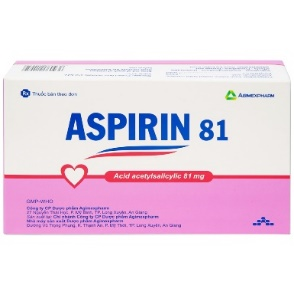 Rx Thuốc bán theo đơn
AGIMEXPHARM
ASPIRIN 81
Acid acetylsalicylic 81 mg
GMP-WHO
Công ty CP Dược phẩm Agimexpharm
27 Nguyễn Thái Học, P. Mỹ Bình, TP. Long Xuyên, An Giang
Sản xuất tại: Chi nhánh Công ty CP Dược phẩm Agimexpharm
Nhà máy sản xuất Dược phẩm Agimexpharm
Đường Vũ Trọng Phụng, K. Thạnh An, P. Mỹ Thới, TP. Long Xuyên, An Giang